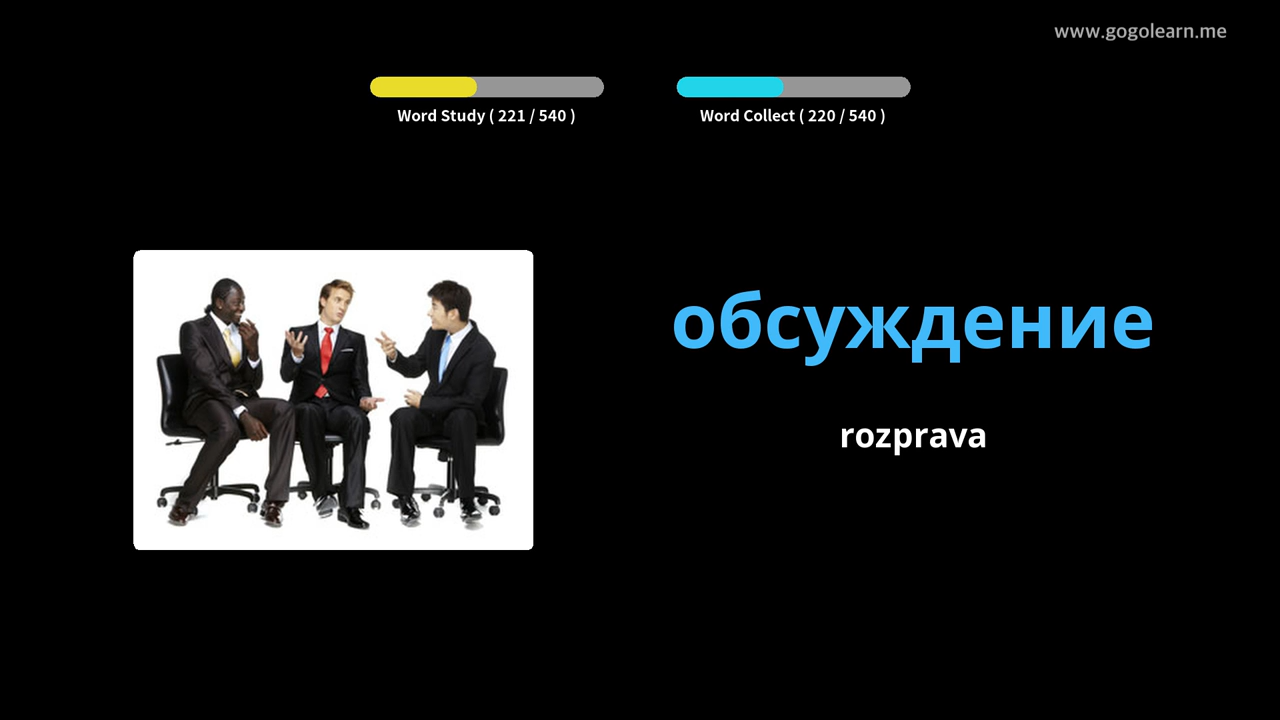 www.gogolearn.me
Word Study ( 221 / 540 )
Word Collect ( 220 / 540 )
обсуждение
rozprava